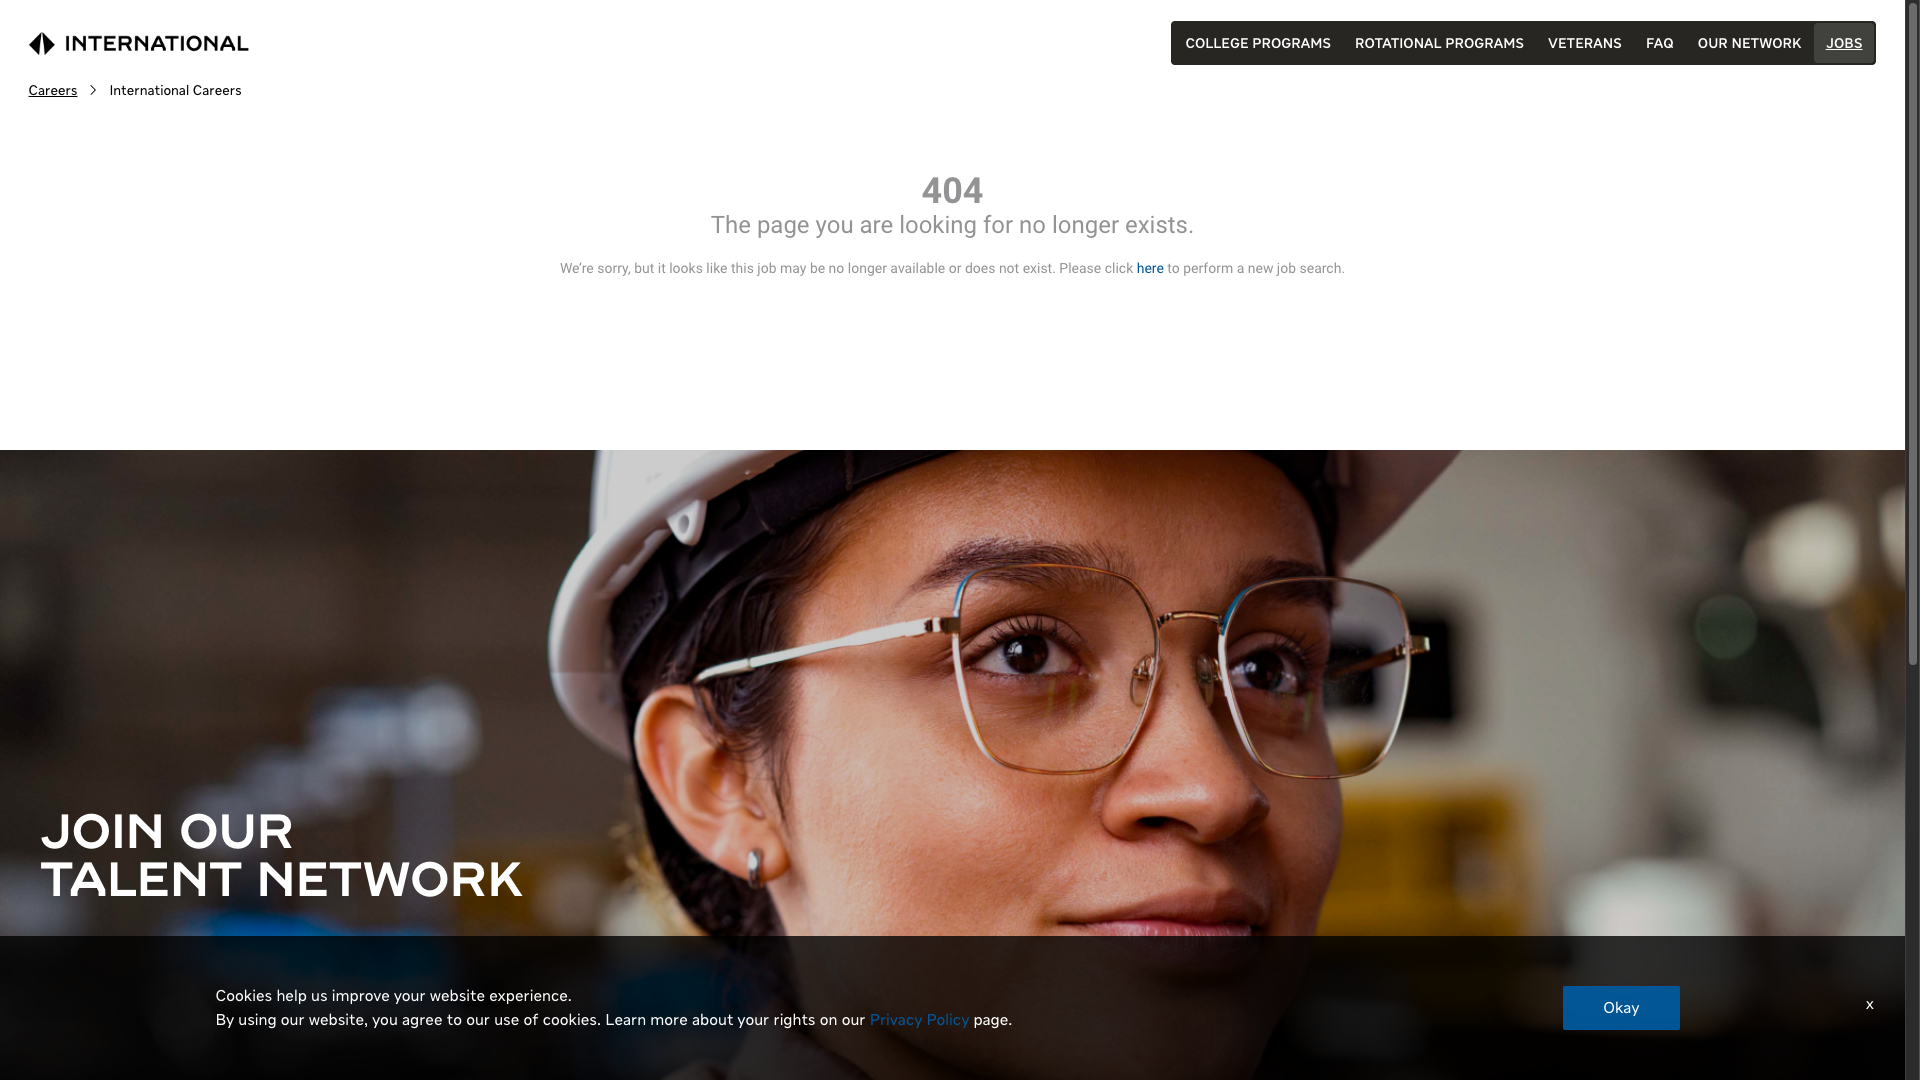 INTERNATIONAL
COLLEGE PROGRAMS
ROTATIONAL PROGRAMS
VETERANS
FAQ
OUR NETWORK
JOBS
Careers
International Careers
404
The page you are looking for no longer exists.
We're sorry, but it looks like this job may be no longer available or does not exist. Please click here to perform a new job search.
JOIN OUR
TALENT NETWORK
Cookies help us improve your website experience.
By using our website, you agree to our use of cookies. Learn more about your rights on our Privacy Policy page.
Okay
x